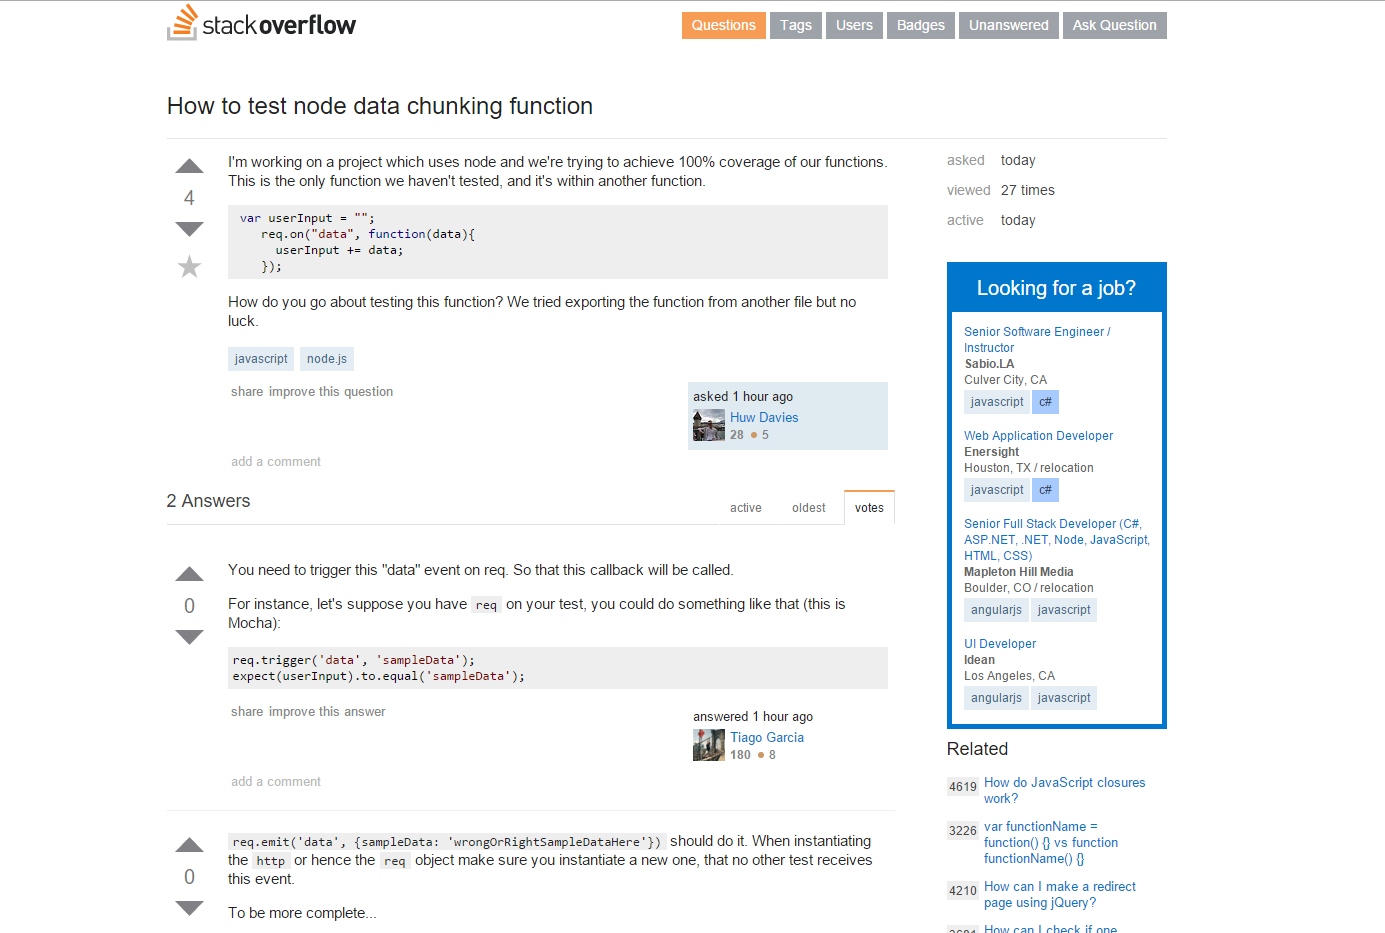 stackoverflow
Questions Tags Users Badges Unanswered Ask Question
How to test node data chunking function
4
I'm working on a project which uses node and we're trying to achieve 100% coverage of our functions.
This is the only function we haven't tested, and it's within another function.
var userInput = "";
req.on("data", function(data){
userInput += data;
});
How do you go about testing this function? We tried exporting the function from another file but no
luck.
javascript node.js
share improve this question
asked 1 hour ago
Huw Davies
28 5
add a comment
2 Answers
active oldest votes
0
You need to trigger this "data" event on req. So that this callback will be called.
For instance, let's suppose you have req on your test, you could do something like that (this is
Mocha):
req.trigger('data', 'sampleData');
expect(userInput).to.equal('sampleData');
share improve this answer
answered 1 hour ago
Tiago Garcia
180 8
add a comment
0
req.emit('data', {sampleData: 'wrongOrRightSampleDataHere'}) should do it. When instantiating
the http or hence the req object make sure you instantiate a new one, that no other test receives
this event.
To be more complete...
asked today
viewed 27 times
active today
Looking for a job?
Senior Software Engineer /
Instructor
Sabio.LA
Culver City, CA
javascript c#
Web Application Developer
Enersight
Houston, TX / relocation
javascript c#
Senior Full Stack Developer (C#,
ASP.NET, .NET, Node, JavaScript,
HTML, CSS)
Mapleton Hill Media
Boulder, CO / relocation
angularjs javascript
UI Developer
Idean
Los Angeles, CA
angularjs javascript
Related
4619 How do JavaScript closures
work?
3226 var functionName =
function() {} vs function
functionName() {}
4210 How can I make a redirect
page using jQuery?
How can I check if one